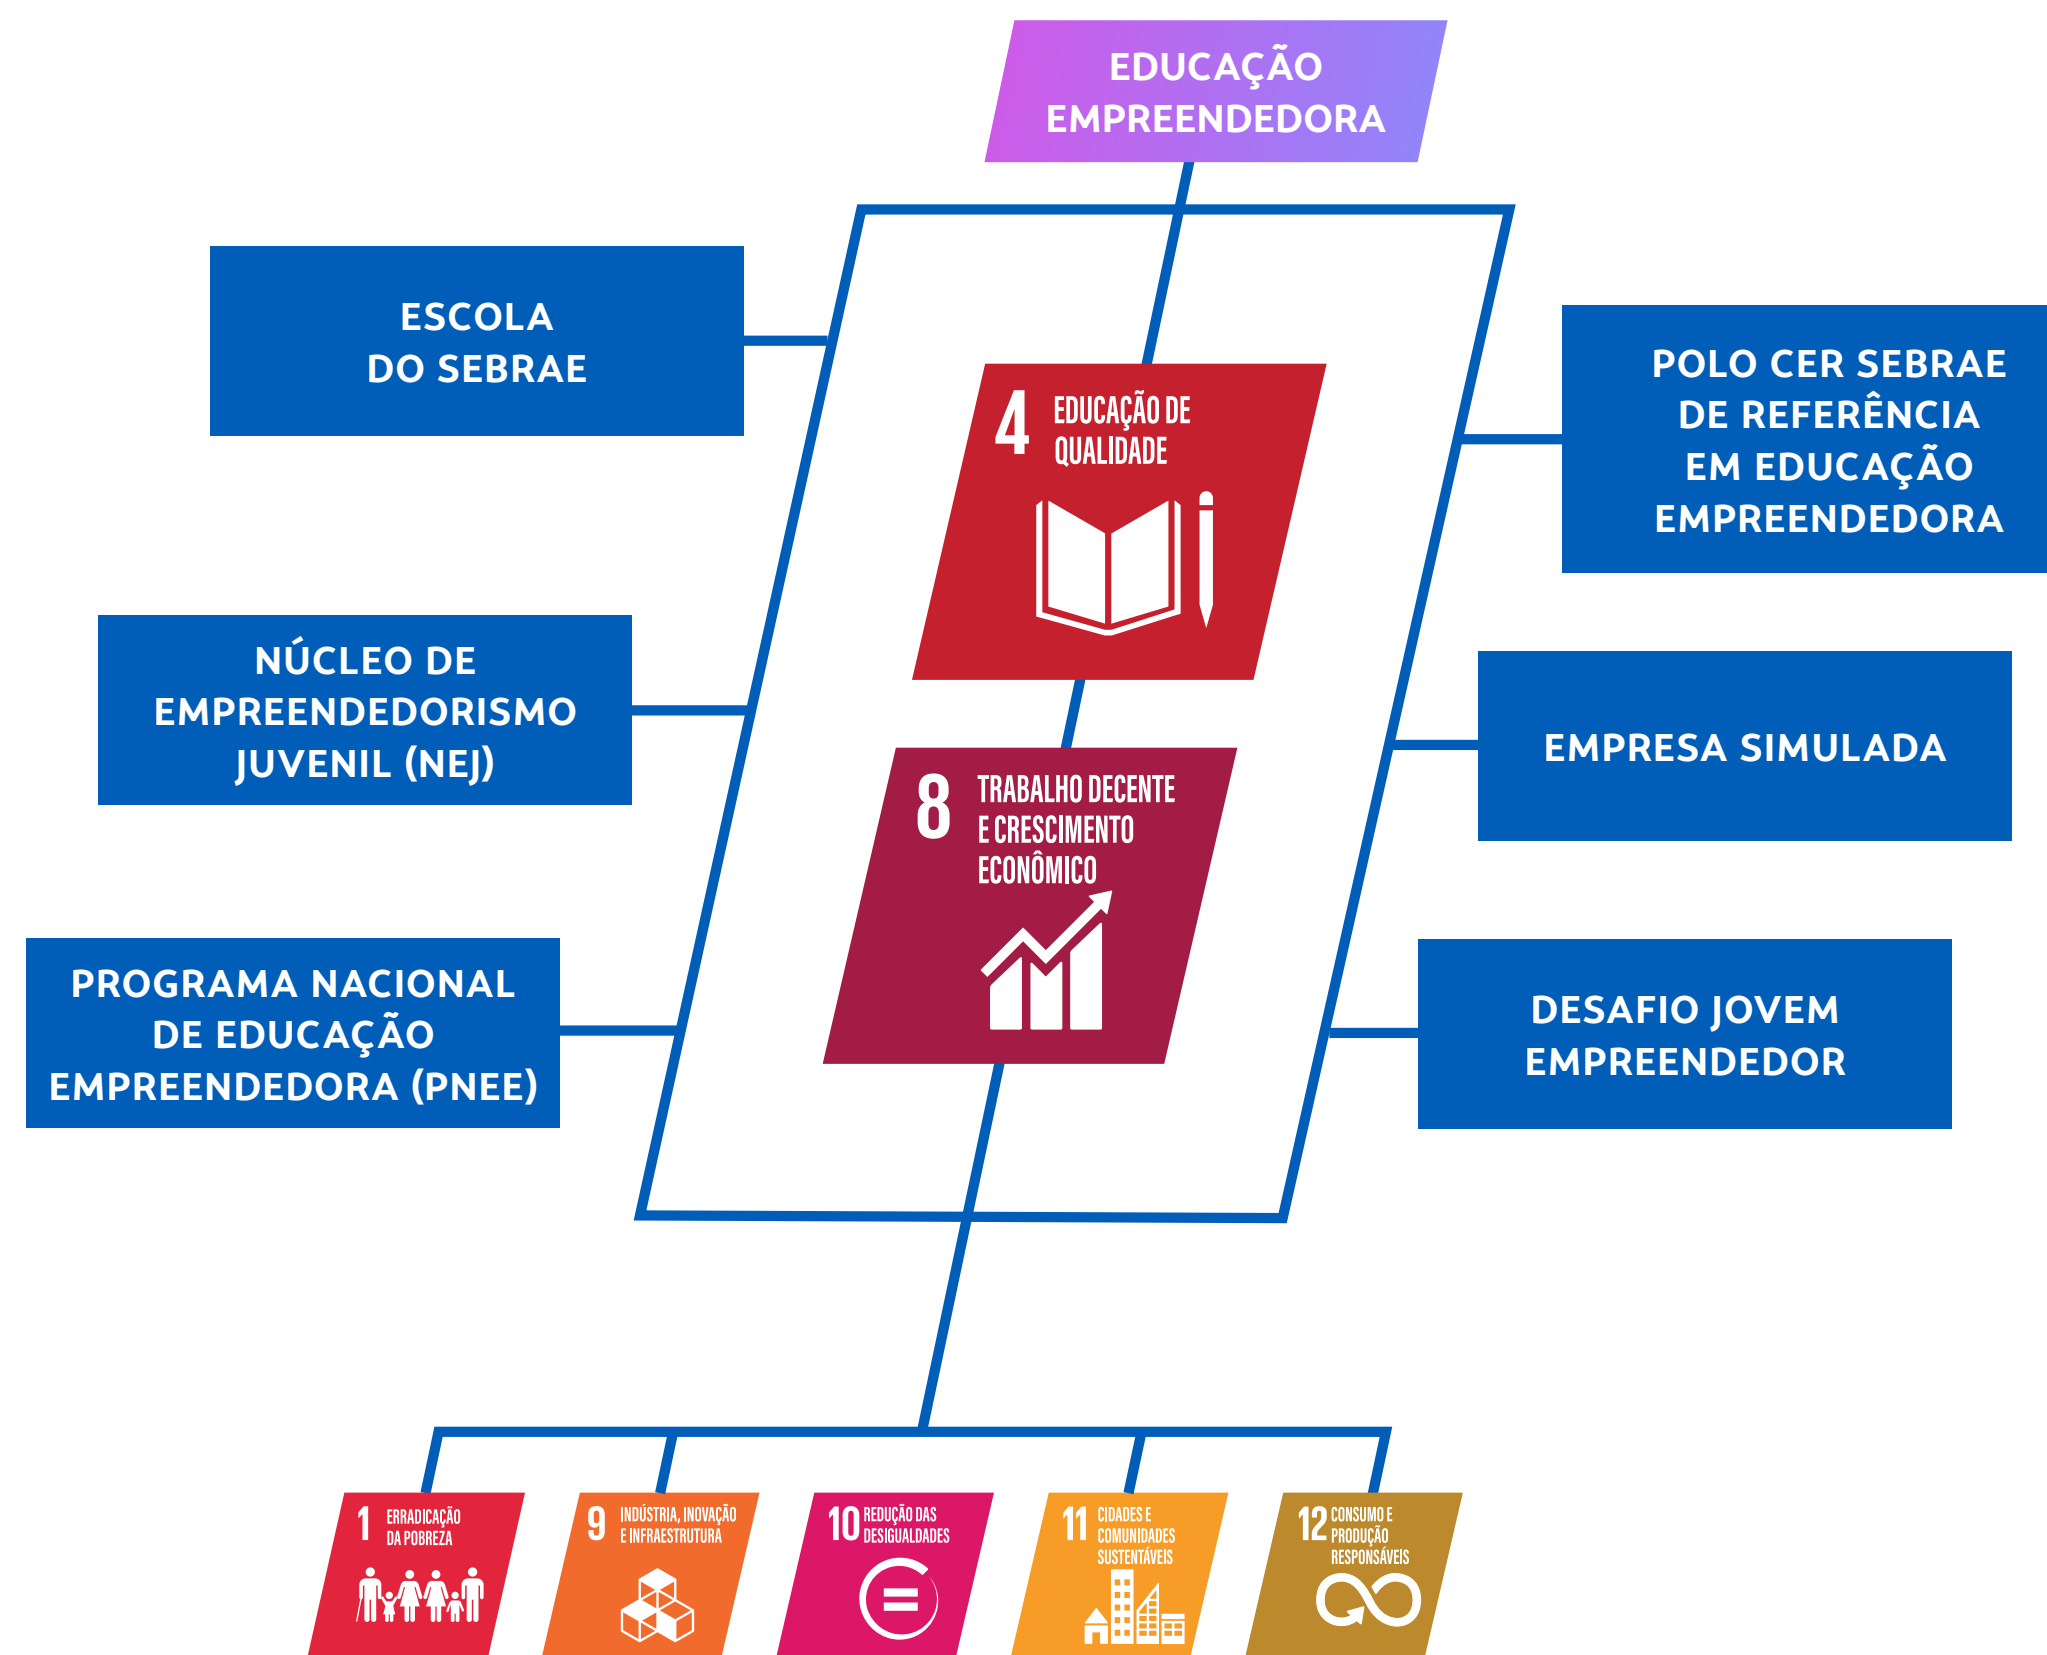 EDUCAÇÃO
EMPREENDEDORA
ESCOLA
DO SEBRAE
POLO CER SEBRAE
DE REFERÊNCIA
EM EDUCAÇÃO
EMPREENDEDORA
4 EDUCAÇÃO DE
QUALIDADE
NÚCLEO DE
EMPREENDEDORISMO
JUVENIL (NEJ)
EMPRESA SIMULADA
8 TRABALHO DECENTE
E CRESCIMENTO
ECONÔMICO
PROGRAMA NACIONAL
DE EDUCAÇÃO
EMPREENDEDORA (PNEE)
DESAFIO JOVEM
EMPREENDEDOR
1 ERRADICAÇÃO
DA POBREZA
9 INDÚSTRIA, INOVAÇÃO
E INFRAESTRUTURA
10 REDUÇÃO DAS
DESIGUALDADES
11 CIDADES E
COMUNIDADES
SUSTENTÁVEIS
12 CONSUMO E
PRODUÇÃO
RESPONSÁVEIS